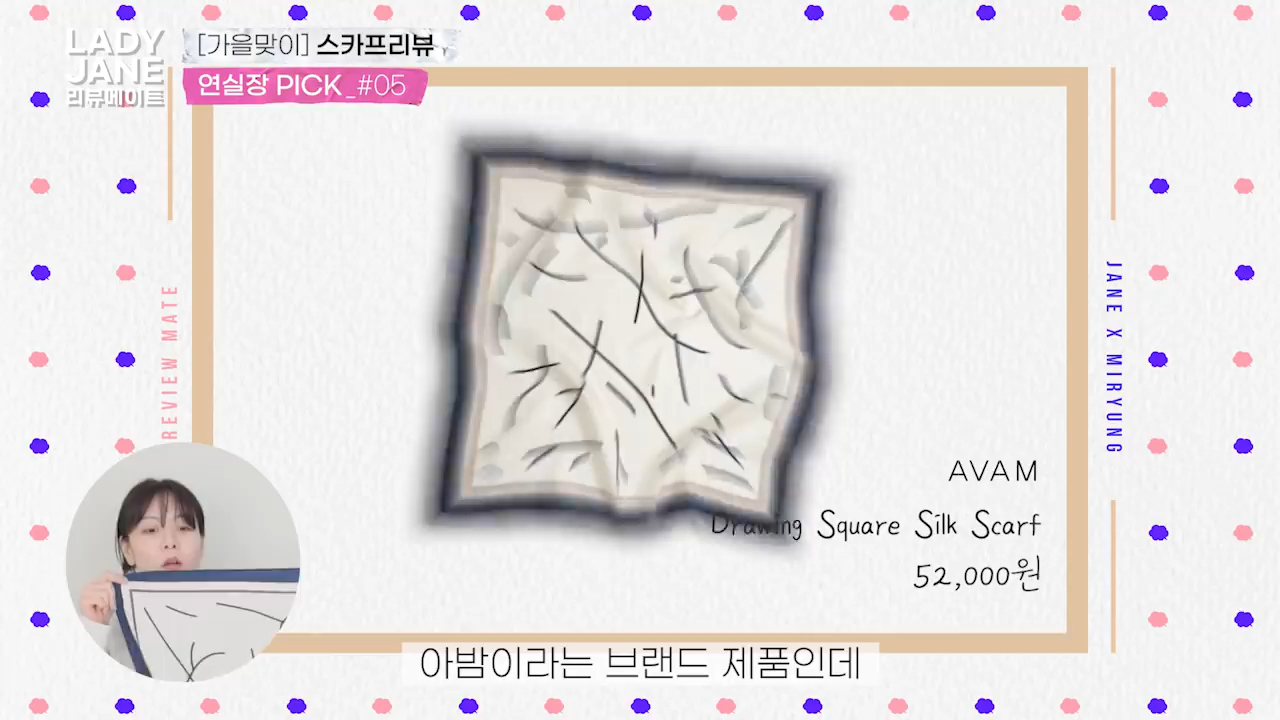 LADY
JANE
리뷰메이트
[가을맞이] 스카프리뷰
연실장 PICK_#05
REVIEW MATE
JANE X MIRYUNG
AVAM
Drawing Square Silk Scarf
52,000원
아밤이라는 브랜드 제품인데